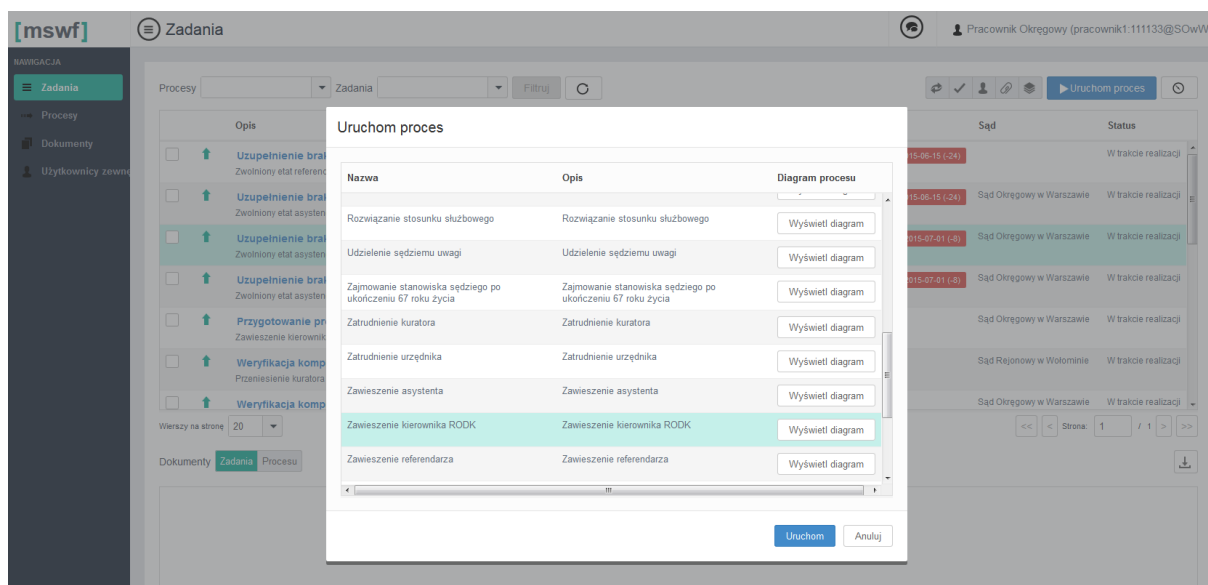 [mswf]
Zadania
Pracownik Okręgowy (pracownik1:111133@SOwW
NAWIGACJA
Zadania
Procesy
Dokumenty
Użytkownicy zewnę
Procesy
Zadania
Filtruj
Uruchom proces
Opis
Sąd
Status
Uzupełnienie brak
Zwolniony etat referend
15-06-15 (-24)
W trakcie realizacji
Uzupełnienie brak
Zwolniony etat asysten
15-06-15 (-24)
Sąd Okręgowy w Warszawie
W trakcie realizacji
Uzupełnienie brak
Zwolniony etat asysten
015-07-01 (-8)
Sąd Okręgowy w Warszawie
W trakcie realizacji
Uzupełnienie brak
Zwolniony etat asysten
015-07-01 (-8)
Sąd Okręgowy w Warszawie
W trakcie realizacji
Przygotowanie pro
Zawieszenie kierownik
Sąd Okręgowy w Warszawie
W trakcie realizacji
Weryfikacja komp
Przeniesienie kuratora
Sąd Rejonowy w Wołominie
W trakcie realizacji
Weryfikacja komp
Sąd Okręgowy w Warszawie
W trakcie realizacji
Wierszy na stronę 20
<< < Strona: 1 / 1 > >>
Dokumenty Zadania Procesu
Uruchom proces
Nazwa Opis Diagram procesu
Rozwiązanie stosunku służbowego Rozwiązanie stosunku służbowego Wyświetl diagram
Udzielenie sędziemu uwagi Udzielenie sędziemu uwagi Wyświetl diagram
Zajmowanie stanowiska sędziego po Zajmowanie stanowiska sędziego po
ukończeniu 67 roku życia ukończeniu 67 roku życia Wyświetl diagram
Zatrudnienie kuratora Zatrudnienie kuratora Wyświetl diagram
Zatrudnienie urzędnika Zatrudnienie urzędnika Wyświetl diagram
Zawieszenie asystenta Zawieszenie asystenta Wyświetl diagram
Zawieszenie kierownika RODK Zawieszenie kierownika RODK Wyświetl diagram
Zawieszenie referendarza Zawieszenie referendarza Wyświetl diagram
Uruchom Anuluj